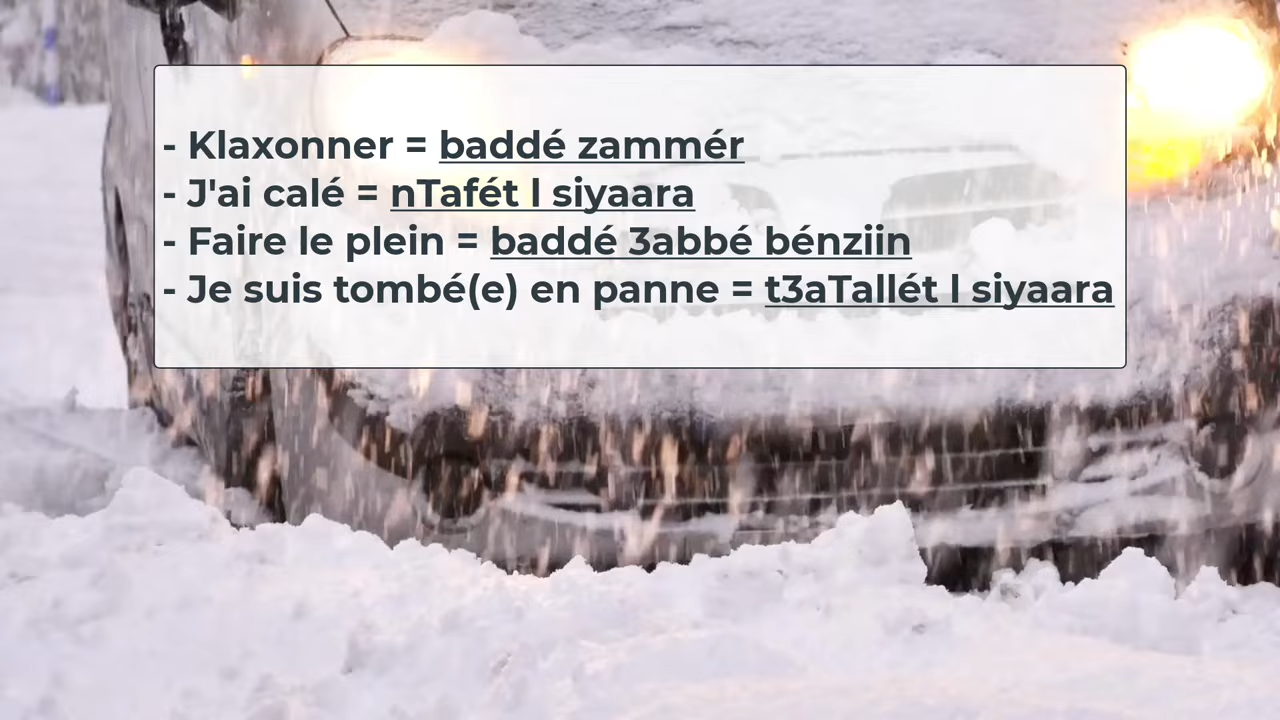 - Klaxonner = baddé zammér
- J'ai calé = nTafét l siyaara
- Faire le plein = baddé 3abbé bénziin
- Je suis tombé(e) en panne = t3aTallét l siyaara